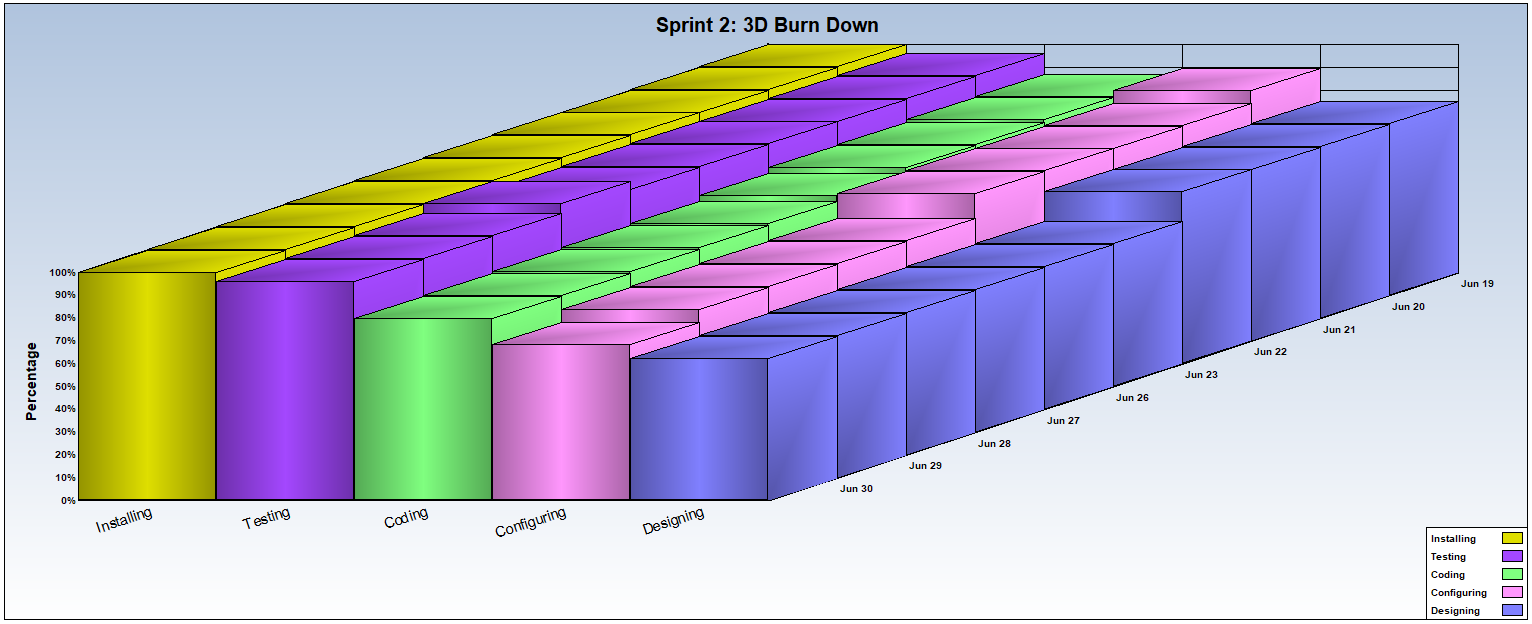 Sprint 2: 3D Burn Down
Percentage
100%
90%
80%
70%
60%
50%
40%
30%
20%
10%
0%
Installing
Testing
Coding
Configuring
Designing
Jun 30
Jun 29
Jun 28
Jun 27
Jun 26
Jun 23
Jun 22
Jun 21
Jun 20
Jun 19
Installing
Testing
Coding
Configuring
Designing